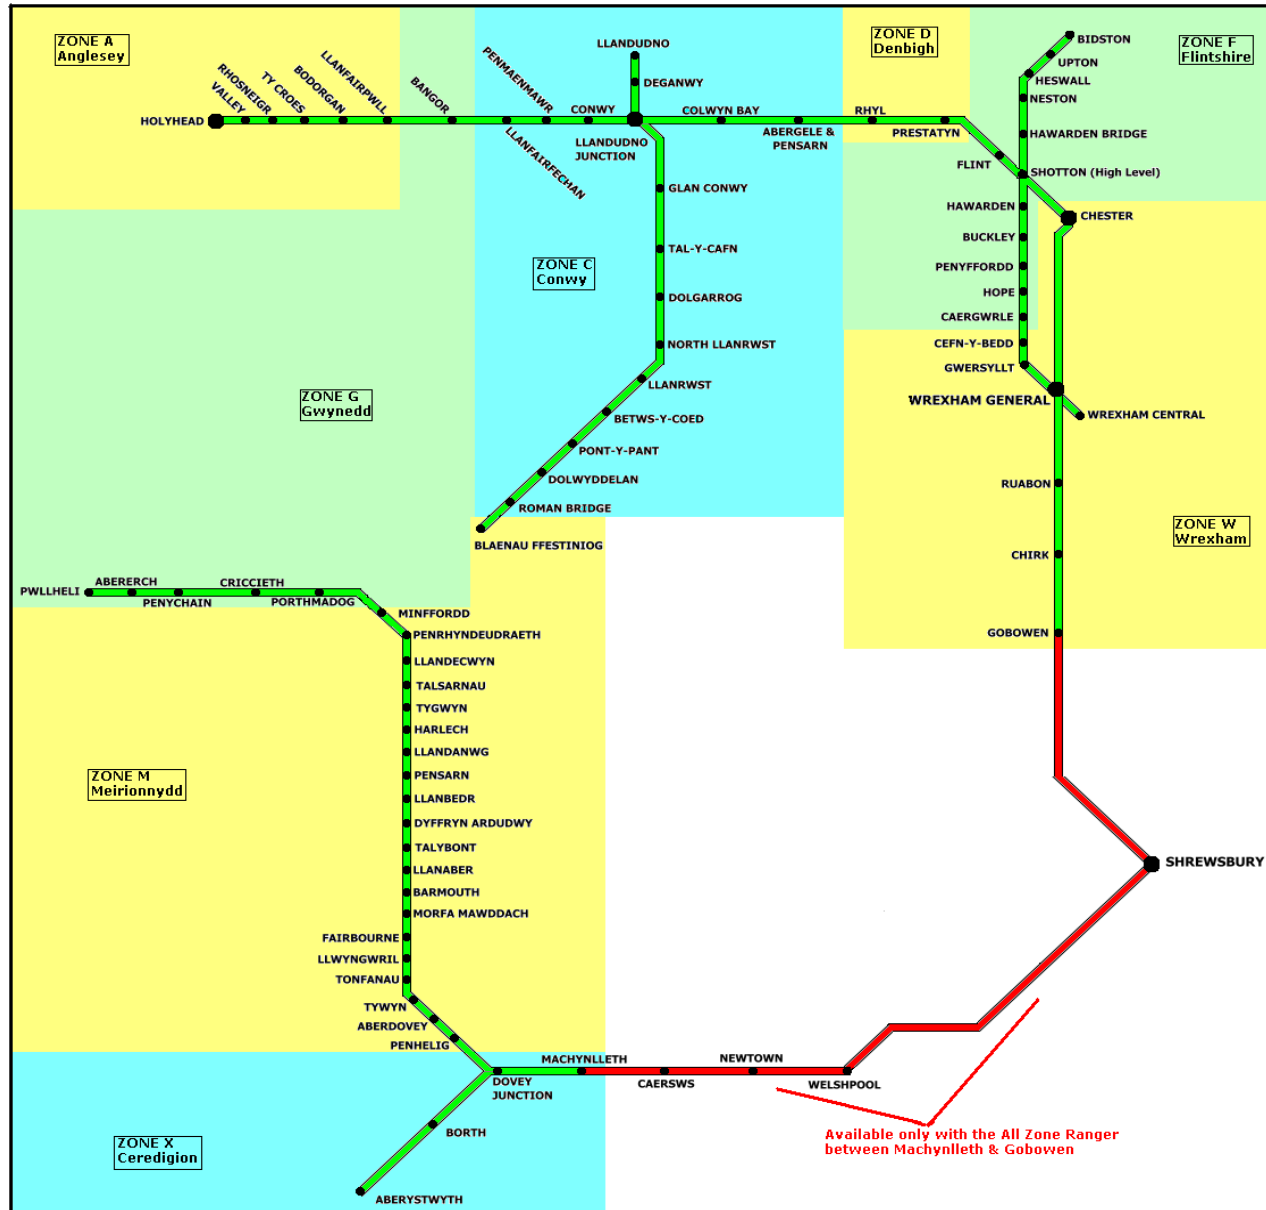 ZONE A
Anglesey
ZONE D
Denbigh
ZONE F
Flintshire
LLANDUDNO
DEGANWY
BIDSTON
UPTON
HESWALL
NESTON
HAWARDEN BRIDGE
SHOTTON (High Level)
HOLYHEAD
VALLEY
RHOSNEIGR
TY CROES
BODORGAN
LLANFAIRPWLL
BANGOR
LLANFAIRFECHAN
PENMAENMAWR
CONWY
LLANDUDNO
JUNCTION
COLWYN BAY
ABERGELE &
PENSARN
RHYL
PRESTATYN
FLINT
CHESTER
GLAN CONWY
TAL-Y-CAFN
DOLGARROG
NORTH LLANRWST
LLANRWST
BETWS-Y-COED
PONT-Y-PANT
DOLWYDDELAN
ROMAN BRIDGE
BLAENAU FFESTINIOG
ZONE C
Conwy
ZONE G
Gwynedd
HAWARDEN
BUCKLEY
PENYFFORDD
HOPE
CAERGWRLE
CEFN-Y-BEDD
GWERSYLLT
WREXHAM GENERAL
WREXHAM CENTRAL
RUABON
ZONE W
Wrexham
CHIRK
GOBOWEN
PWLLHELI
ABERERCH
PENYCHAIN
CRICCIETH
PORTHMADOG
MINFFORDD
PENRHYNDEUDRAETH
LLANDECWYN
TALSARNAU
TYGWYN
HARLECH
LLANDANWG
PENSARN
LLANBEDR
DYFFRYN ARDUDWY
TALYBONT
LLANABER
BARMOUTH
MORFA MAWDDACH
FAIRBOURNE
LLWYNGWRIL
TONFANAU
TYWYN
ABERDOVEY
PENHELIG
ZONE M
Meirionnydd
SHREWSBURY
DOVEY
JUNCTION
MACHYNLLETH
CAERSWS
NEWTOWN
WELSHPOOL
BORTH
ABERYSTWYTH
ZONE X
Ceredigion
Available only with the All Zone Ranger
between Machynlleth & Gobowen